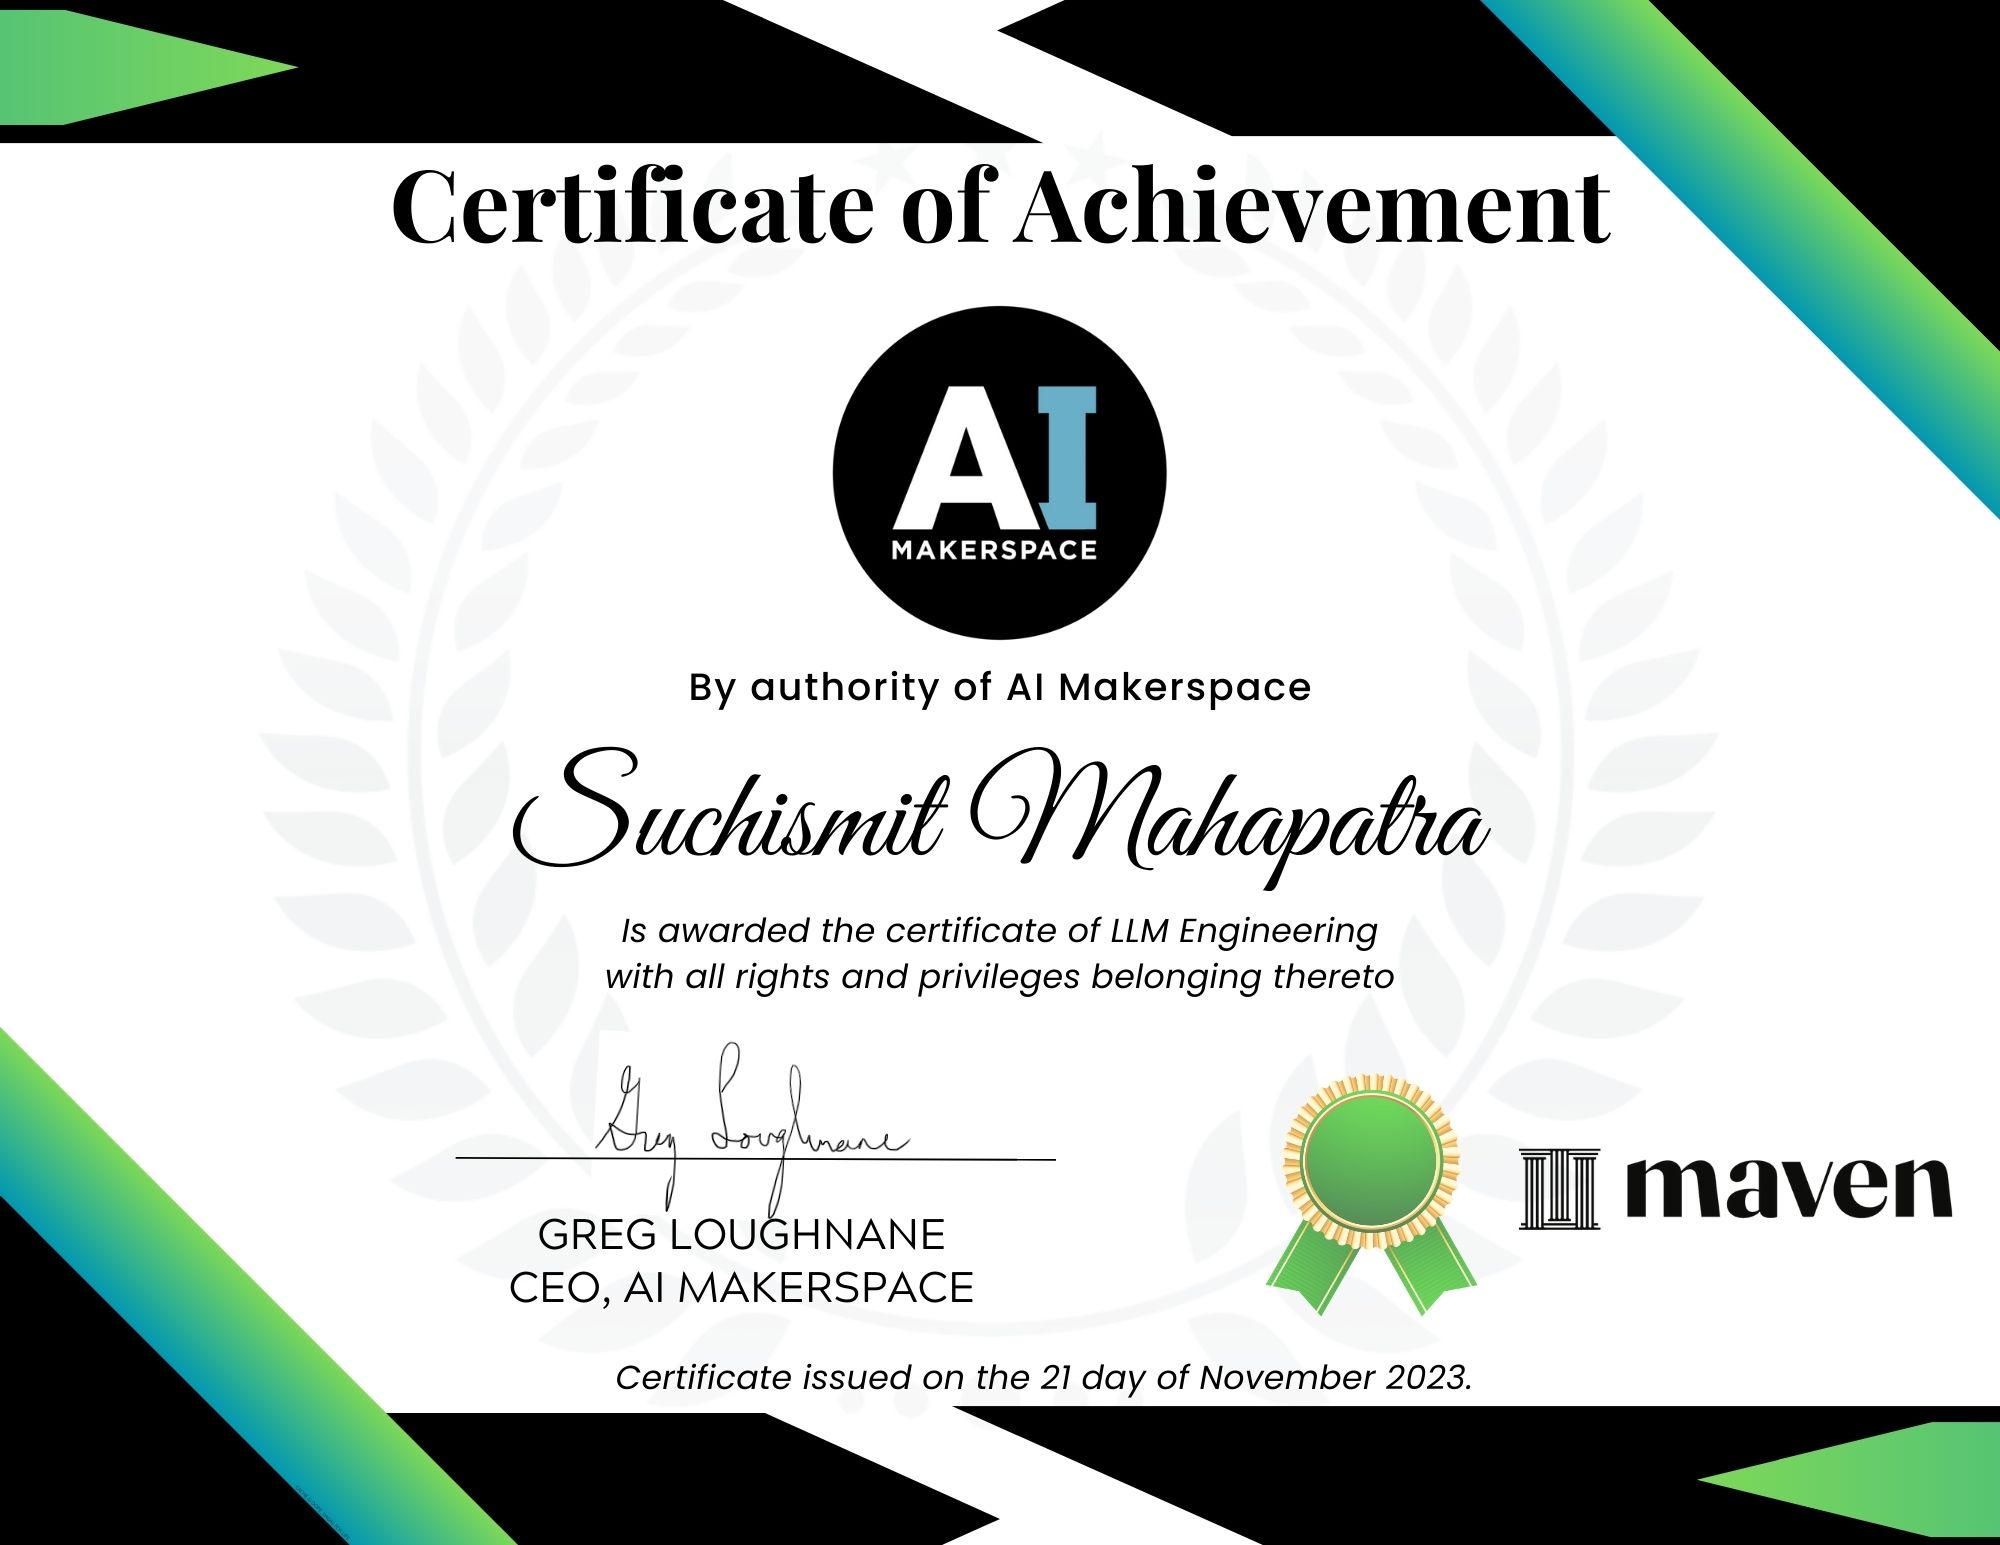 Certificate of Achievement
AI
MAKERSPACE
By authority of AI Makerspace
Suchismit Mahapatra
Is awarded the certificate of LLM Engineering
with all rights and privileges belonging thereto
Greg Loughnane
GREG LOUGHNANE
CEO, AI MAKERSPACE
maven
Certificate issued on the 21 day of November 2023.